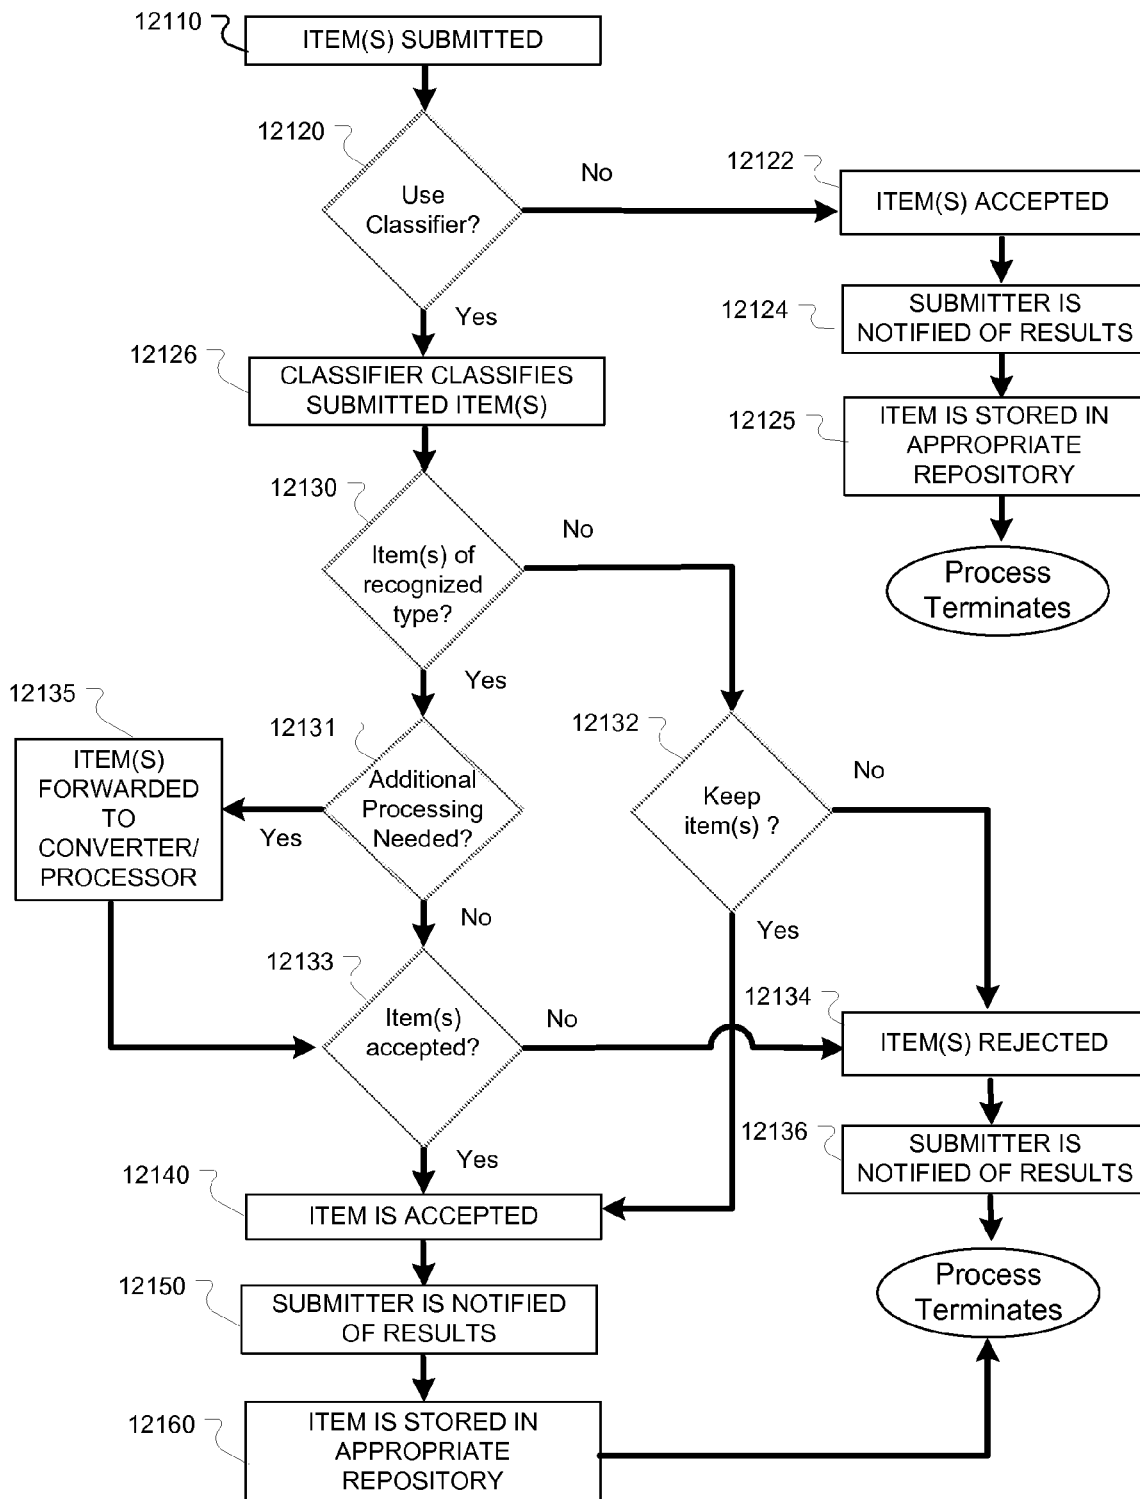 12110
ITEM(S) SUBMITTED
12120
Use
Classifier?
No
Yes
12122
ITEM(S) ACCEPTED
12124
SUBMITTER IS
NOTIFIED OF RESULTS
12125
ITEM IS STORED IN
APPROPRIATE
REPOSITORY
Process
Terminates
12126
CLASSIFIER CLASSIFIES
SUBMITTED ITEM(S)
12130
Item(s) of
recognized
type?
No
Yes
12135
ITEM(S)
FORWARDED
TO
CONVERTER/
PROCESSOR
12131
Additional
Processing
Needed?
Yes
No
12132
Keep
item(s) ?
No
Yes
12133
Item(s)
accepted?
No
Yes
12134
ITEM(S) REJECTED
12136
SUBMITTER IS
NOTIFIED OF RESULTS
Process
Terminates
12140
ITEM IS ACCEPTED
12150
SUBMITTER IS NOTIFIED
OF RESULTS
12160
ITEM IS STORED IN
APPROPRIATE
REPOSITORY